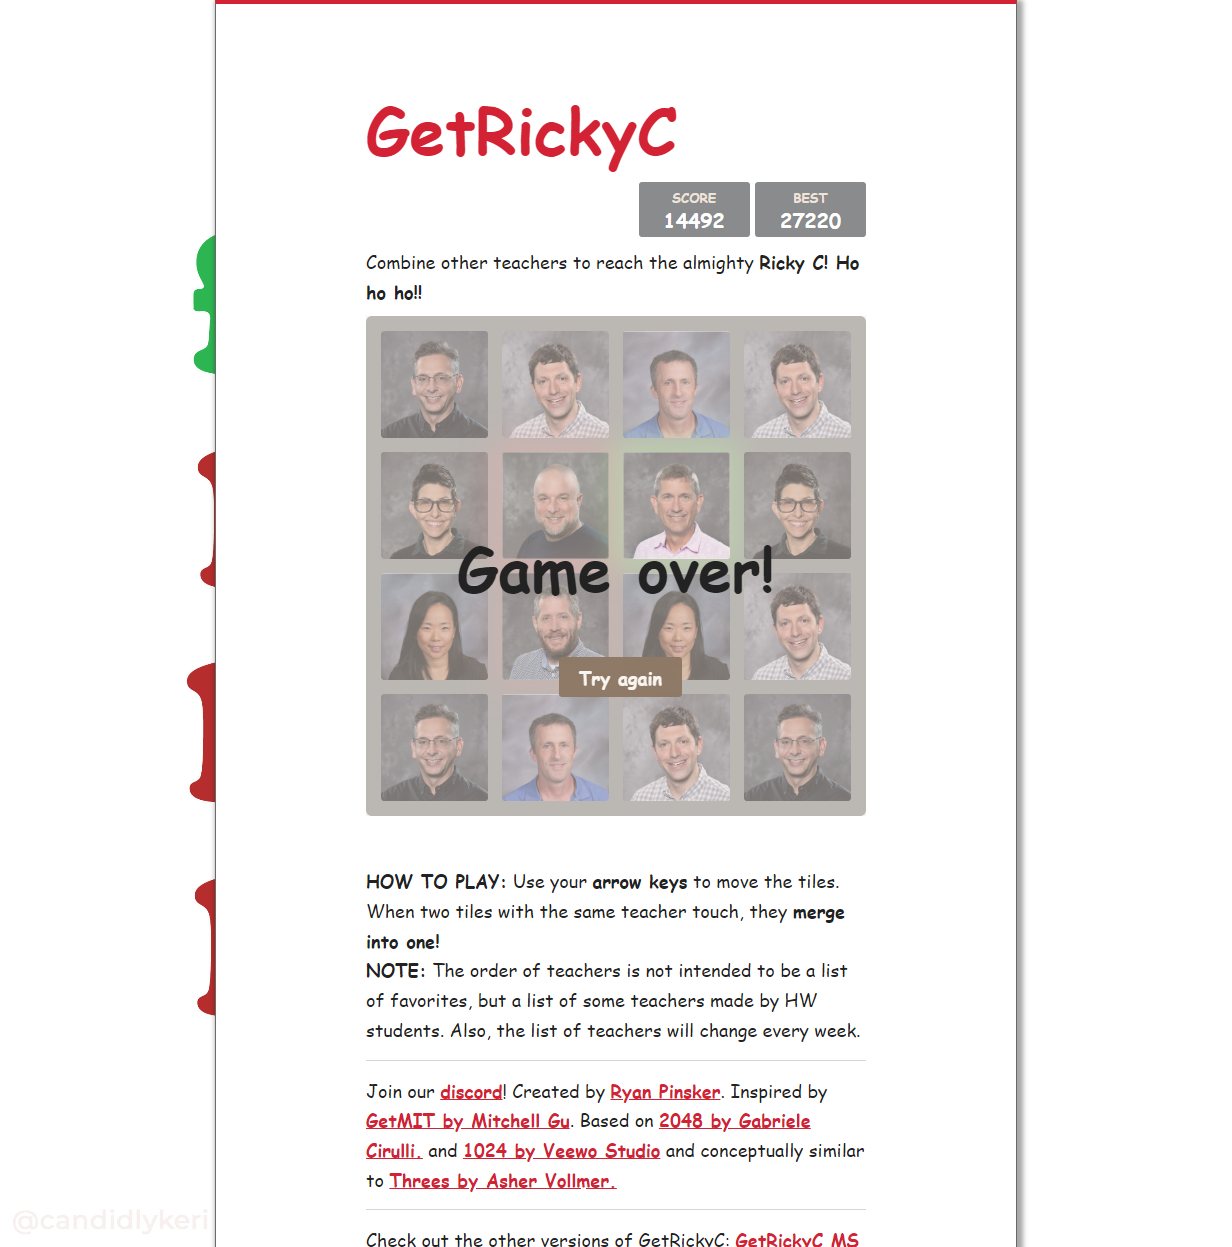 GetRickyC
SCORE
14492
BEST
27220
Combine other teachers to reach the almighty Ricky C! Ho
ho ho!!
Game over!
Try again
HOW TO PLAY: Use your arrow keys to move the tiles.
When two tiles with the same teacher touch, they merge
into one!
NOTE: The order of teachers is not intended to be a list
of favorites, but a list of some teachers made by HW
students. Also, the list of teachers will change every week.
Join our discord! Created by Ryan Pinsker. Inspired by
GetMIT by Mitchell Gu. Based on 2048 by Gabriele
Cirulli. and 1024 by Veewo Studio and conceptually similar
to Threes by Asher Vollmer.
Check out the other versions of GetRickyC: GetRickyC MS
@candidlykeri